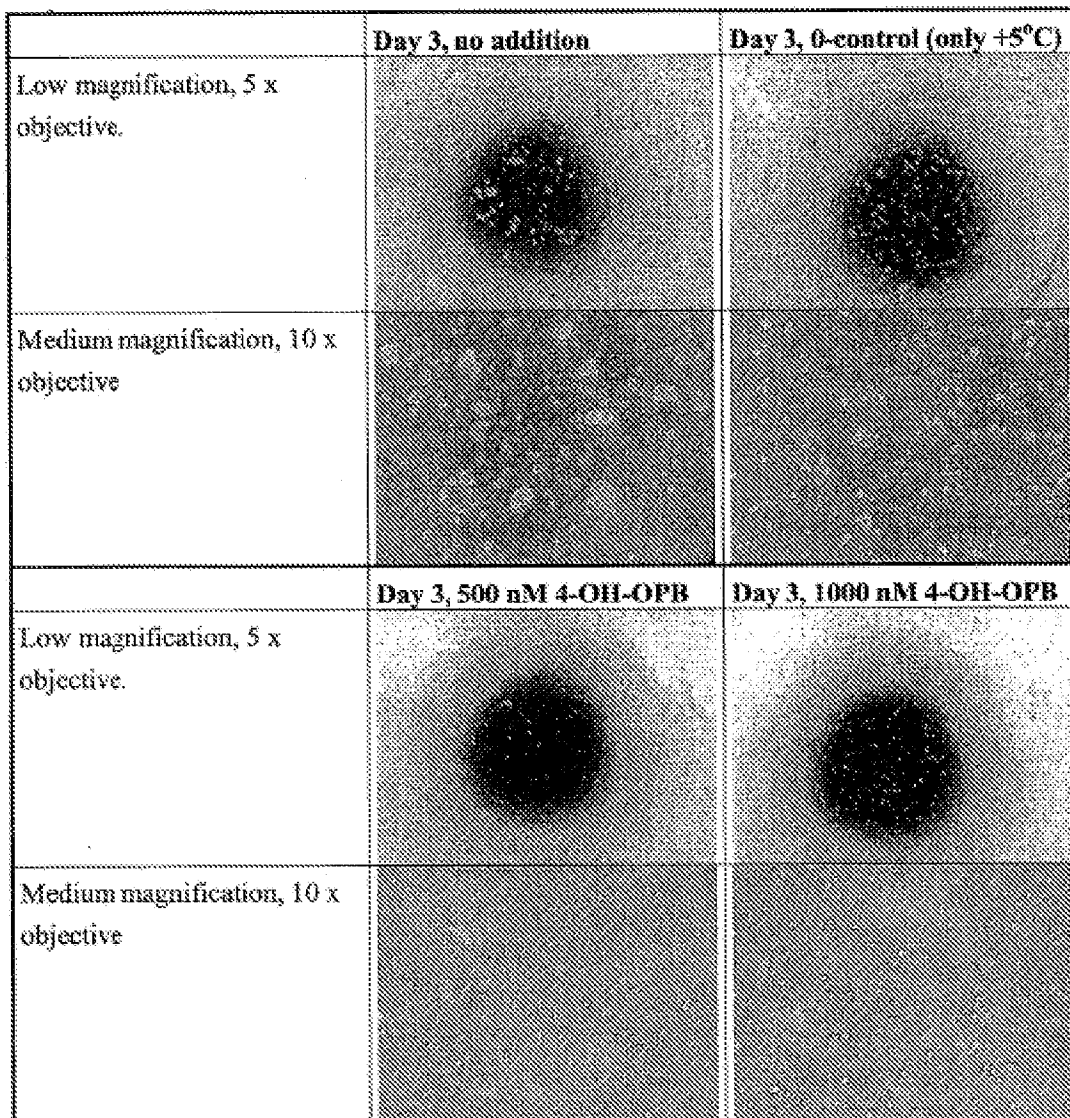 Day 3, no addition
Day 3, 0-control (only +5°C)
Low magnification, 5 x
objective.
Medium magnification, 10 x
objective
Day 3, 500 nM 4-OH-OPB
Day 3, 1000 nM 4-OH-OPB
Low magnification, 5 x
objective.
Medium magnification, 10 x
objective